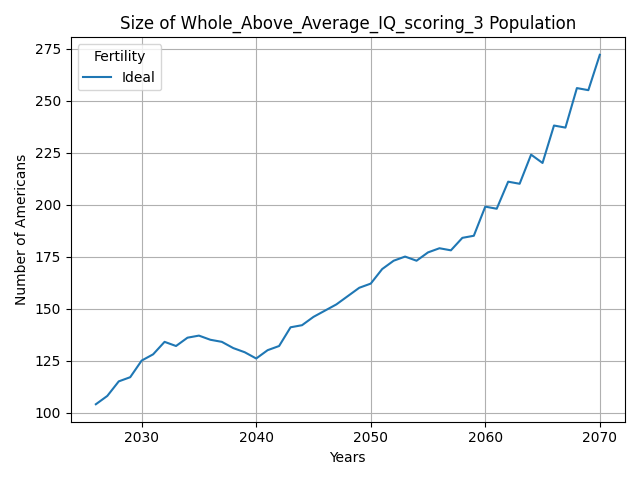 Size of Whole_Above_Average_IQ_scoring_3 Population
Fertility
Ideal
275
250
225
200
175
150
125
100
Number of Americans
2030 2040 2050 2060 2070
Years